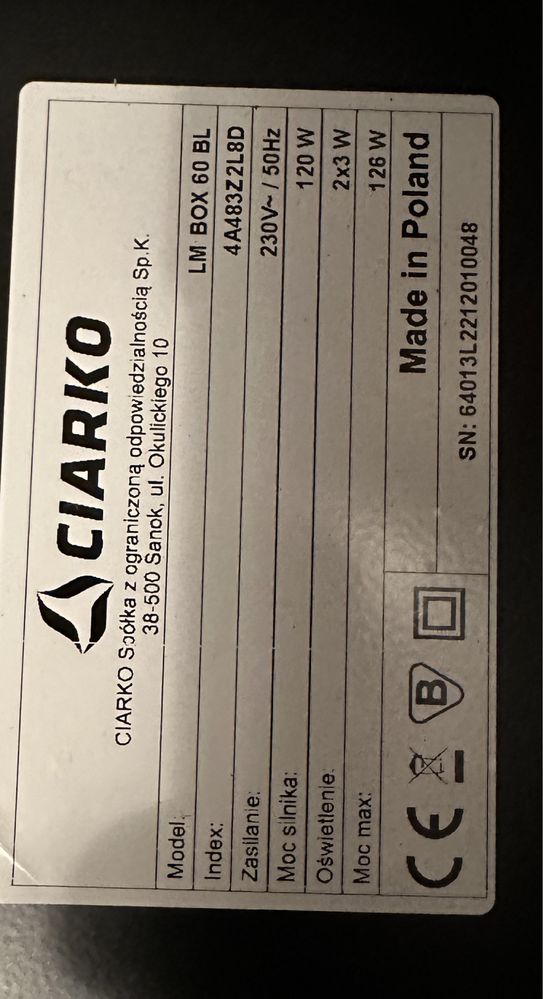 CIARKO
CIARKO Spółka z ograniczoną odpowiedzialnością Sp.K.
38-500 Sanok, ul. Okulickiego 10
Model: LM BOX 60 BL
Index: 4A483Z2L8D
Zasilanie: 230V~ / 50Hz
Moc silnika: 120 W
Oświetlenie: 2x3 W
Moc max: 126 W
CE B Made in Poland
SN: 64013L2212010048